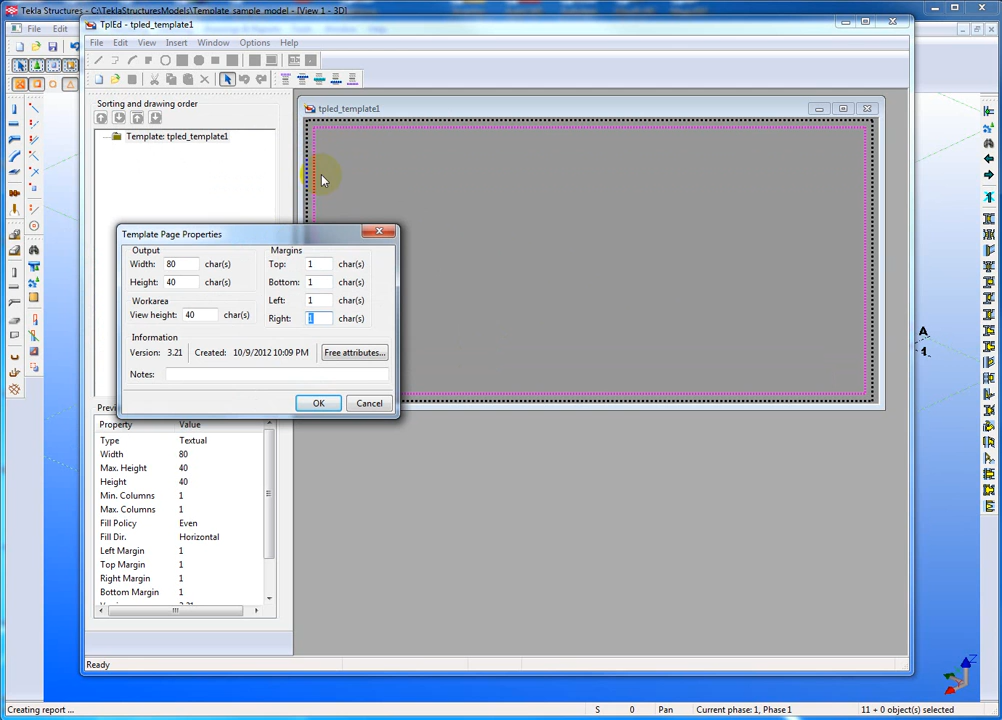 Tekla Structures - C:\TeklaStructuresModels\Template_sample_model - [View 1 - 3D]
File
TplEd - tpled_template1
File Edit View Insert Window Options Help
Sorting and drawing order
Template: tpled_template1
tpled_template1
Template Page Properties
Output
Width: 80 char(s)
Height: 40 char(s)
Workarea
View height: 40 char(s)
Margins
Top: 1 char(s)
Bottom: 1 char(s)
Left: 1 char(s)
Right: 1 char(s)
Information
Version: 3.21 Created: 10/9/2012 10:09 PM Free attributes...
Notes:
OK Cancel
Property Value
Type Textual
Width 80
Max. Height 40
Height 40
Min. Columns 1
Max. Columns 1
Fill Policy Even
Fill Dir. Horizontal
Left Margin 1
Top Margin 1
Right Margin 1
Bottom Margin 1
Ready
A
1
Z
Creating report ... S 0 Pan Current phase: 1, Phase 1 11 + 0 object(s) selected